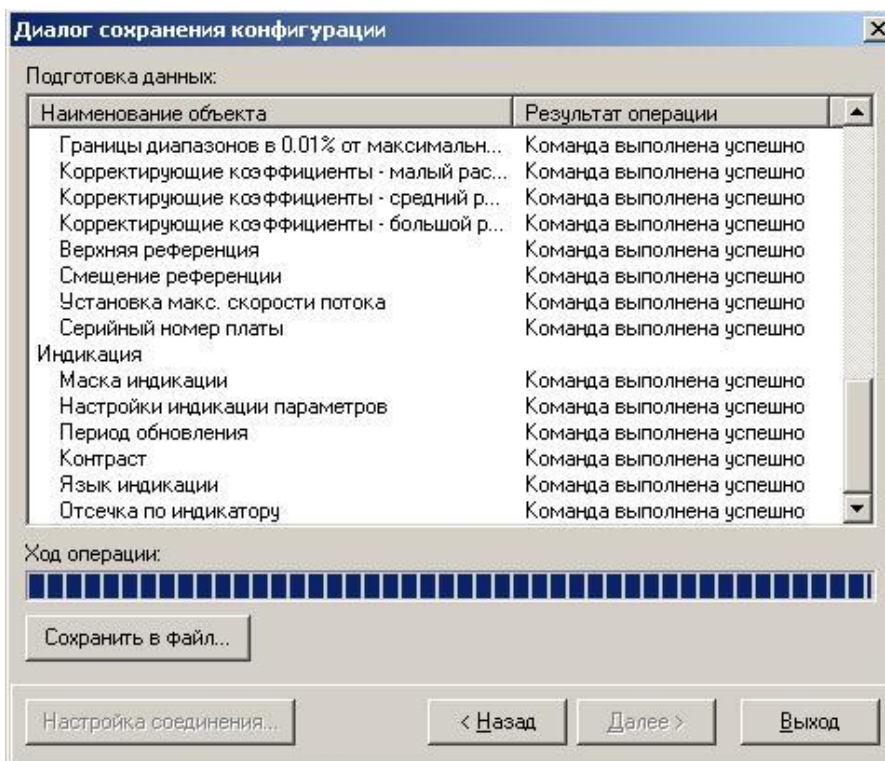 Диалог сохранения конфигурации
Подготовка данных:
Наименование объекта Результат операции
Границы диапазонов в 0.01% от максимальн... Команда выполнена успешно
Корректирующие коэффициенты - малый рас... Команда выполнена успешно
Корректирующие коэффициенты - средний р... Команда выполнена успешно
Корректирующие коэффициенты - большой р... Команда выполнена успешно
Верхняя референция Команда выполнена успешно
Смещение референции Команда выполнена успешно
Установка макс. скорости потока Команда выполнена успешно
Серийный номер платы Команда выполнена успешно
Индикация
Маска индикации Команда выполнена успешно
Настройки индикации параметров Команда выполнена успешно
Период обновления Команда выполнена успешно
Контраст Команда выполнена успешно
Язык индикации Команда выполнена успешно
Отсечка по индикатору Команда выполнена успешно
Ход операции:
Сохранить в файл...
Настройка соединения... < Назад Далее > Выход